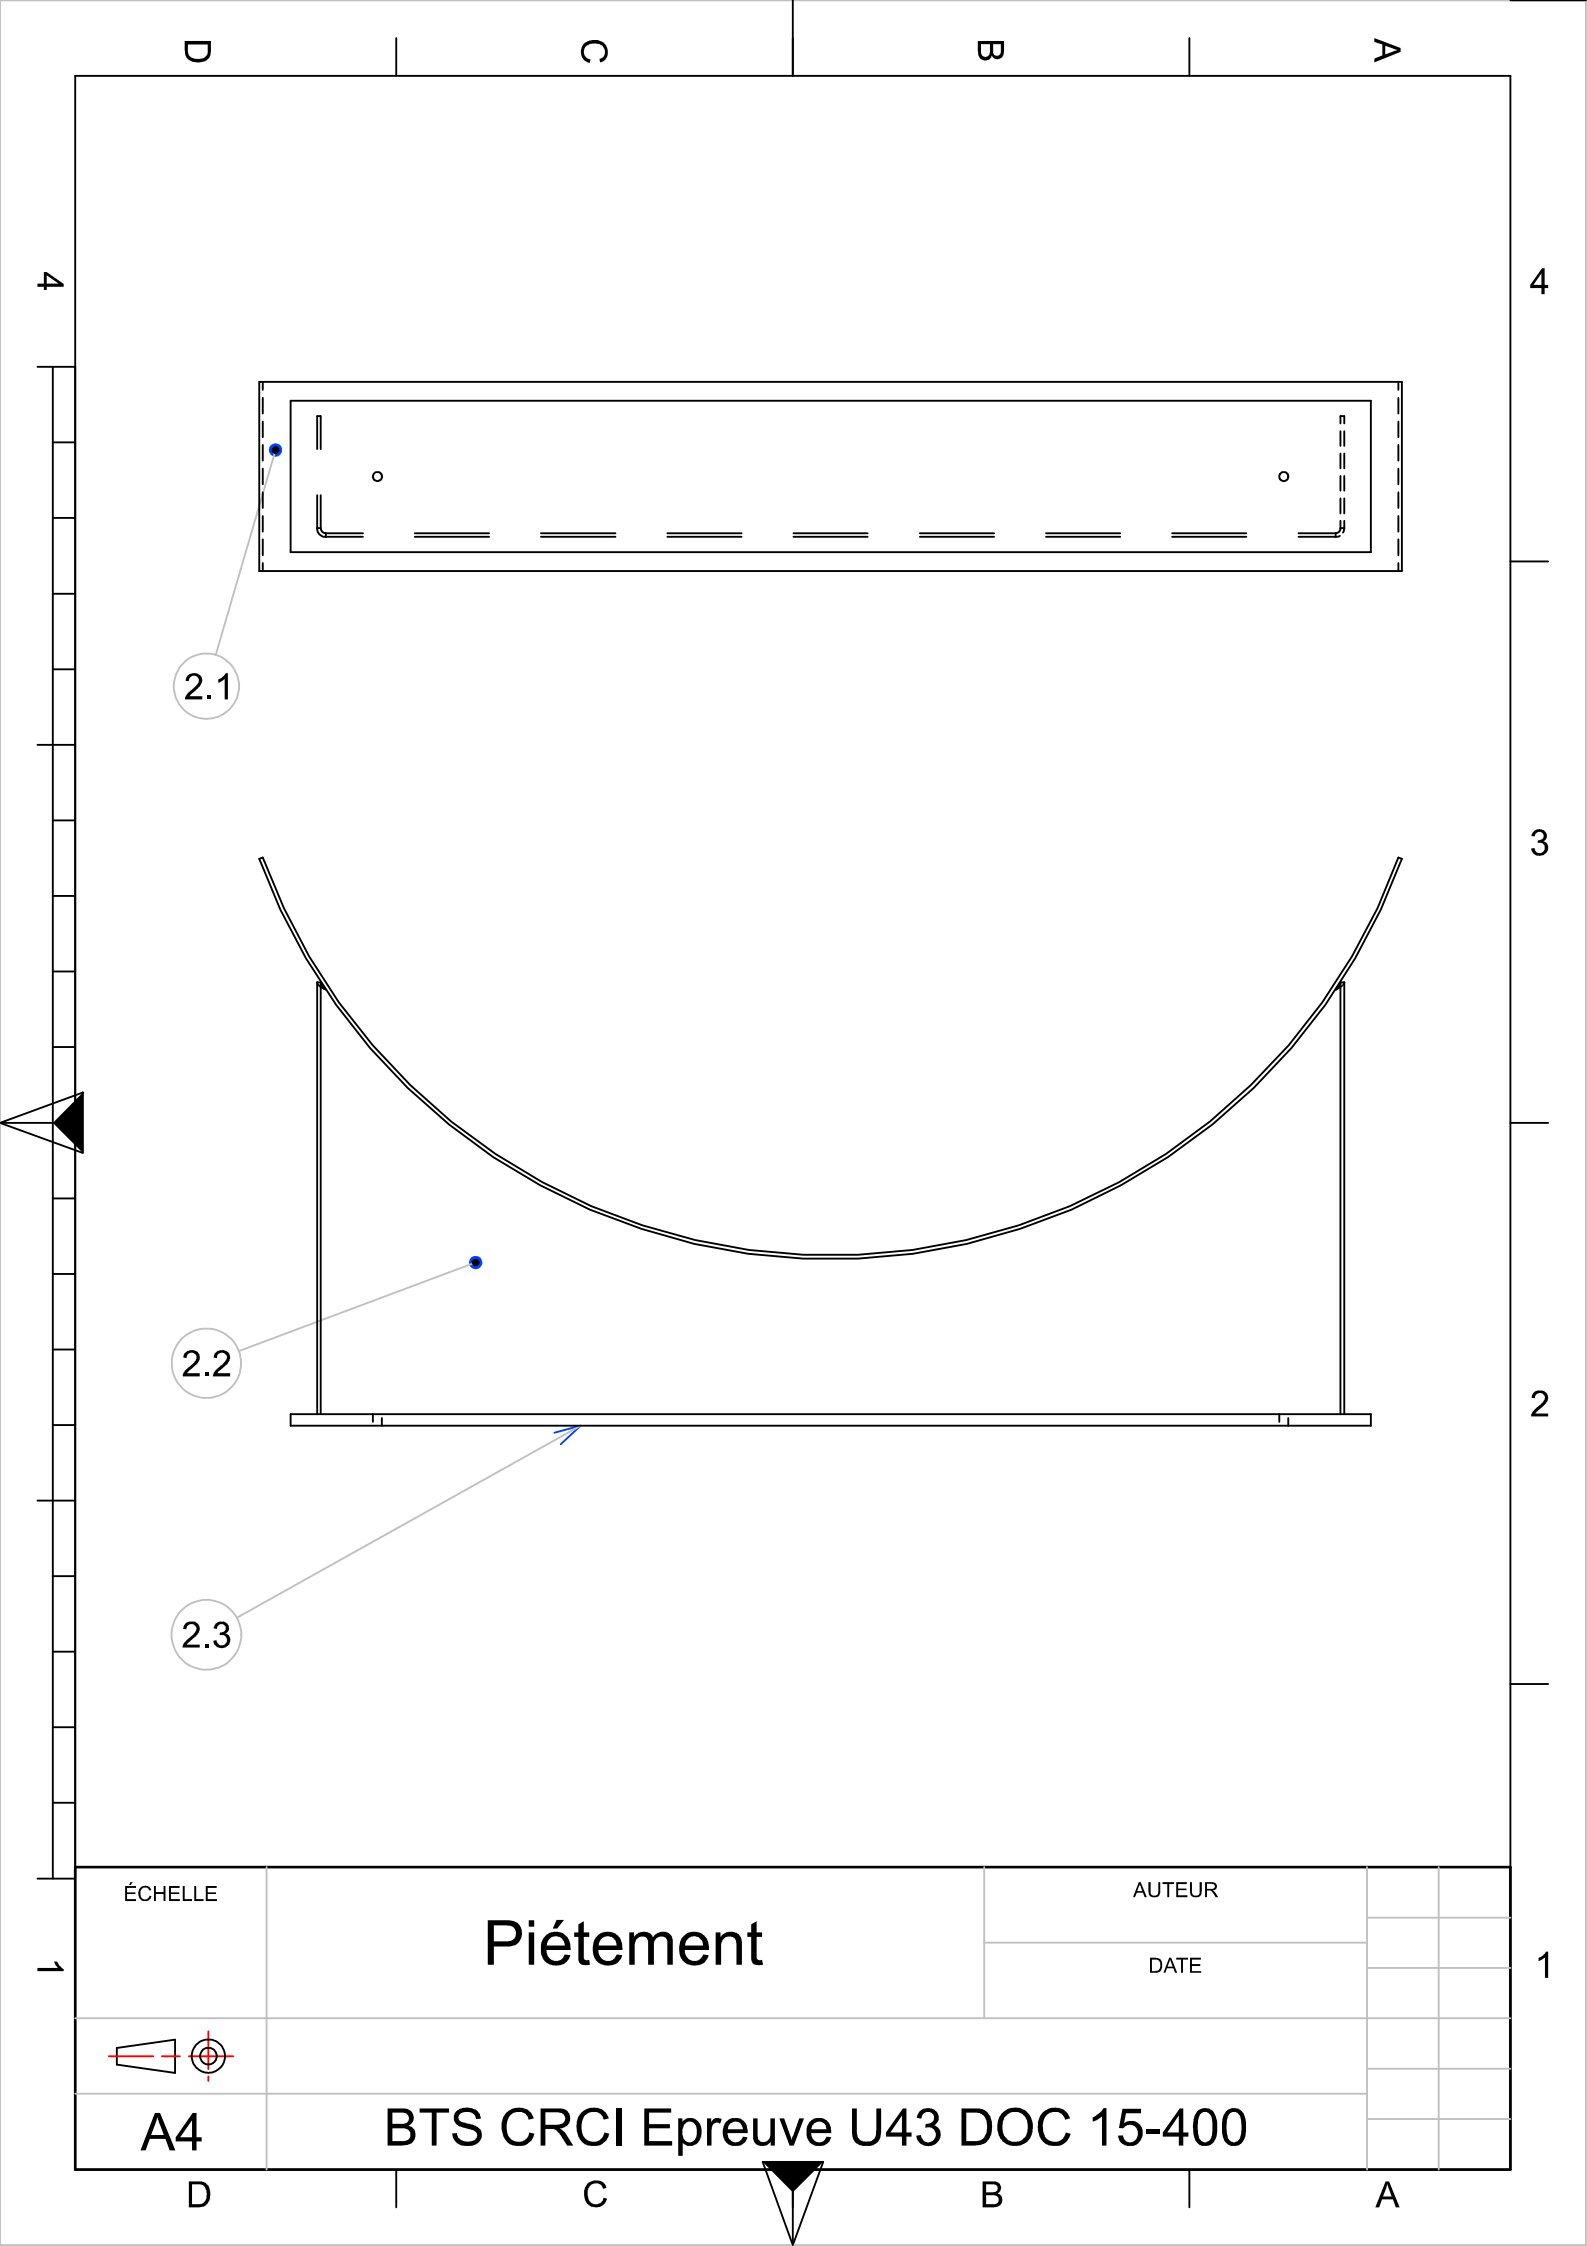 D C B A
4 4
2.1
3
2.2
2
2.3
ÉCHELLE
Piétement
AUTEUR
DATE
1 1
A4
BTS CRCI Epreuve U43 DOC 15-400
D C B A